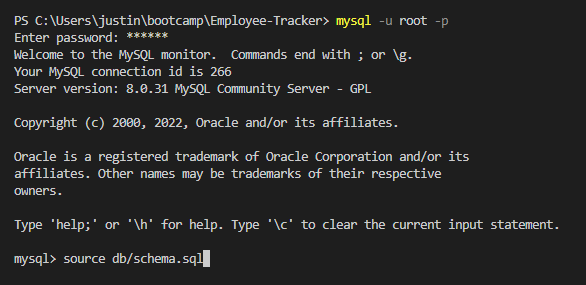 PS C:\Users\justin\bootcamp\Employee-Tracker> mysql -u root -p
Enter password: ******
Welcome to the MySQL monitor.  Commands end with ; or \g.
Your MySQL connection id is 266
Server version: 8.0.31 MySQL Community Server - GPL

Copyright (c) 2000, 2022, Oracle and/or its affiliates.

Oracle is a registered trademark of Oracle Corporation and/or its
affiliates. Other names may be trademarks of their respective
owners.

Type 'help;' or '\h' for help. Type '\c' to clear the current input statement.

mysql> source db/schema.sql